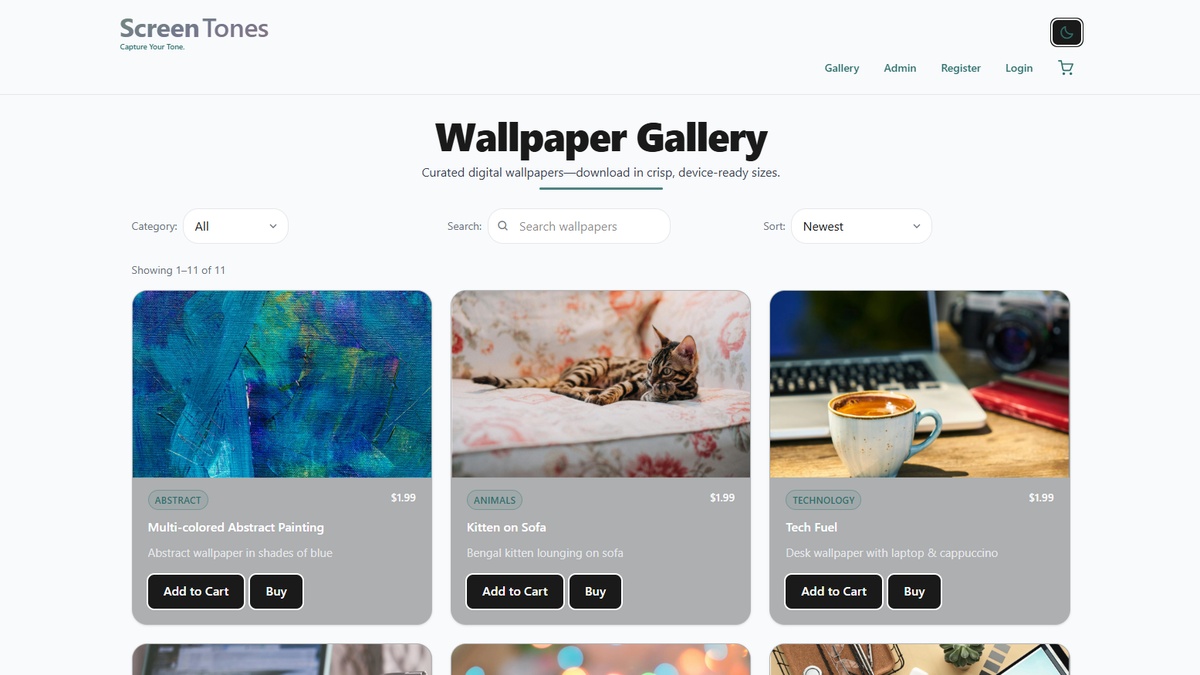 ScreenTones
Capture Your Tone.
Gallery Admin Register Login
Wallpaper Gallery
Curated digital wallpapers—download in crisp, device-ready sizes.
Category: All Search: Search wallpapers Sort: Newest
Showing 1–11 of 11
ABSTRACT $1.99
Multi-colored Abstract Painting
Abstract wallpaper in shades of blue
Add to Cart Buy
ANIMALS $1.99
Kitten on Sofa
Bengal kitten lounging on sofa
Add to Cart Buy
TECHNOLOGY $1.99
Tech Fuel
Desk wallpaper with laptop & cappuccino
Add to Cart Buy